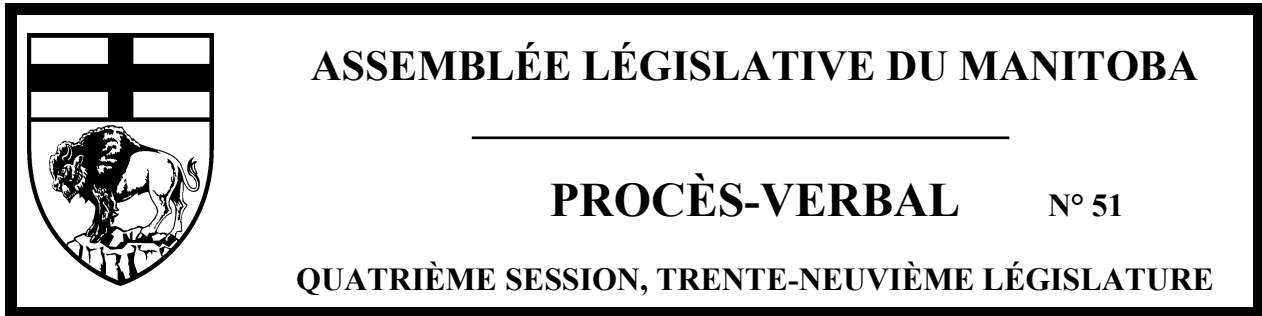 ASSEMBLÉE LÉGISLATIVE DU MANITOBA
PROCÈS-VERBAL N° 51
QUATRIÈME SESSION, TRENTE-NEUVIÈME LÉGISLATURE